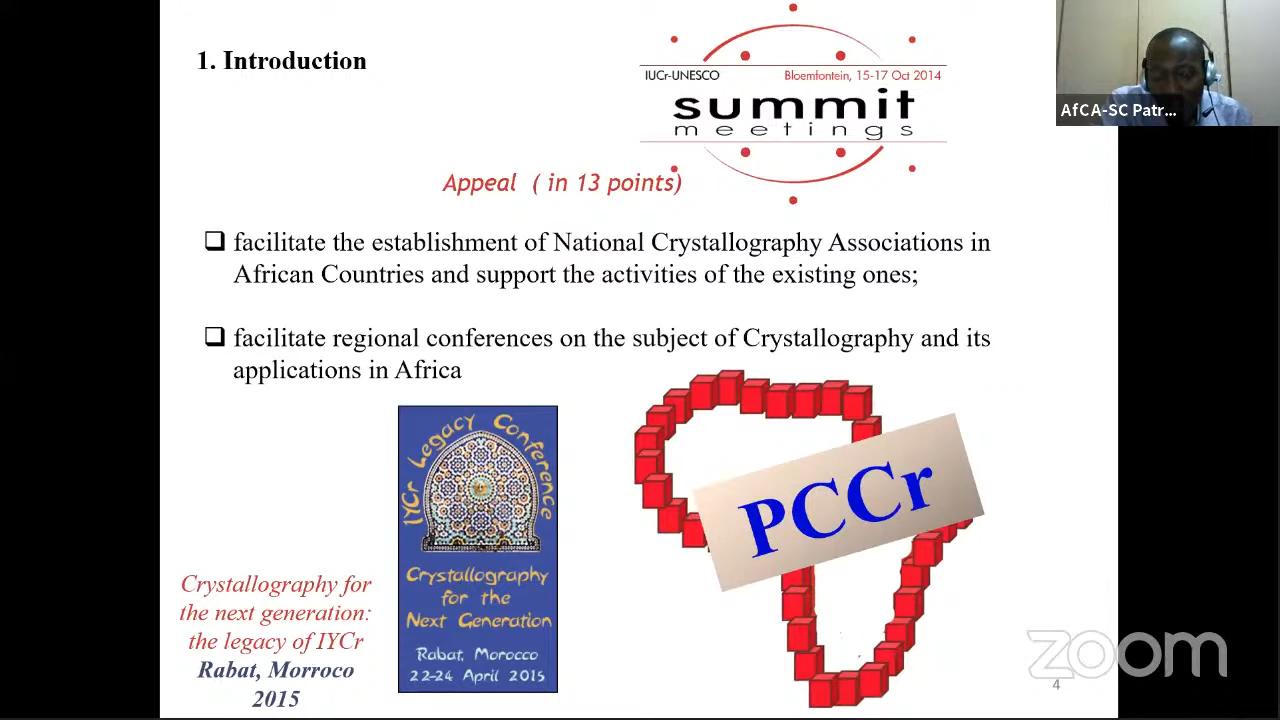 1. Introduction
IUCr-UNESCO
Bloemfontein, 15-17 Oct 2014
summit
meetings
AfCA-SC Patr...
Appeal ( in 13 points)
facilitate the establishment of National Crystallography Associations in
African Countries and support the activities of the existing ones;
facilitate regional conferences on the subject of Crystallography and its
applications in Africa
IYCr Legacy Conference
Crystallography
for the
Next Generation
Rabat, Morocco
22-24 April 2015
PCCr
Crystallography for
the next generation:
the legacy of IYCr
Rabat, Morroco
2015
zoom
4